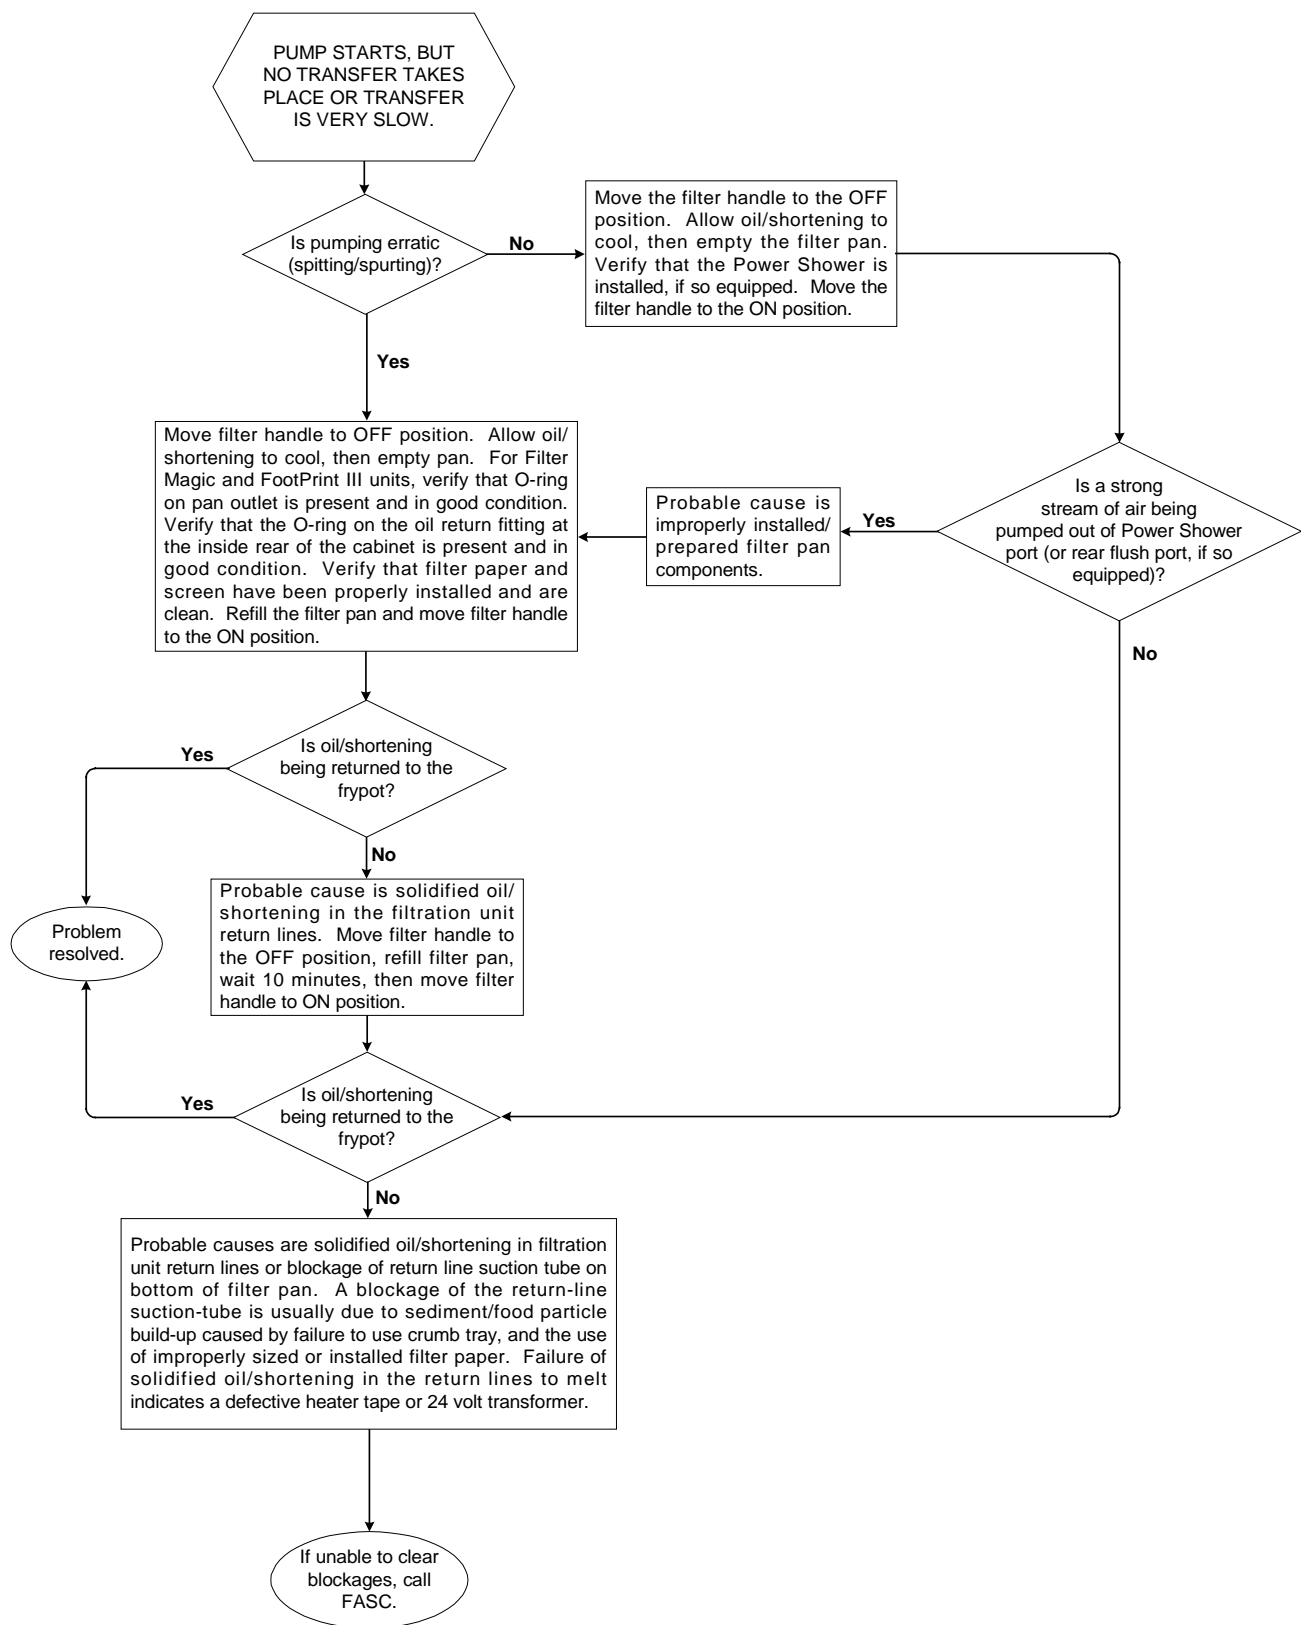 PUMP STARTS, BUT
NO TRANSFER TAKES
PLACE OR TRANSFER
IS VERY SLOW.
Is pumping erratic
(spitting/spurting)?
No
Move the filter handle to the OFF
position. Allow oil/shortening to
cool, then empty the filter pan.
Verify that the Power Shower is
installed, if so equipped. Move the
filter handle to the ON position.
Yes
Move filter handle to OFF position. Allow oil/
shortening to cool, then empty pan. For Filter
Magic and FootPrint III units, verify that O-ring
on pan outlet is present and in good condition.
Verify that the O-ring on the oil return fitting at
the inside rear of the cabinet is present and in
good condition. Verify that filter paper and
screen have been properly installed and are
clean. Refill the filter pan and move filter handle
to the ON position.
Probable cause is
improperly installed/
prepared filter pan
components.
Yes
Is a strong
stream of air being
pumped out of Power Shower
port (or rear flush port, if so
equipped)?
No
Yes
Is oil/shortening
being returned to the
frypot?
No
Probable cause is solidified oil/
shortening in the filtration unit
return lines. Move filter handle to
the OFF position, refill filter pan,
wait 10 minutes, then move filter
handle to ON position.
Problem
resolved.
Yes
Is oil/shortening
being returned to the
frypot?
No
Probable causes are solidified oil/shortening in filtration
unit return lines or blockage of return line suction tube on
bottom of filter pan. A blockage of the return-line
suction-tube is usually due to sediment/food particle
build-up caused by failure to use crumb tray, and the use
of improperly sized or installed filter paper. Failure of
solidified oil/shortening in the return lines to melt
indicates a defective heater tape or 24 volt transformer.
If unable to clear
blockages, call
FASC.